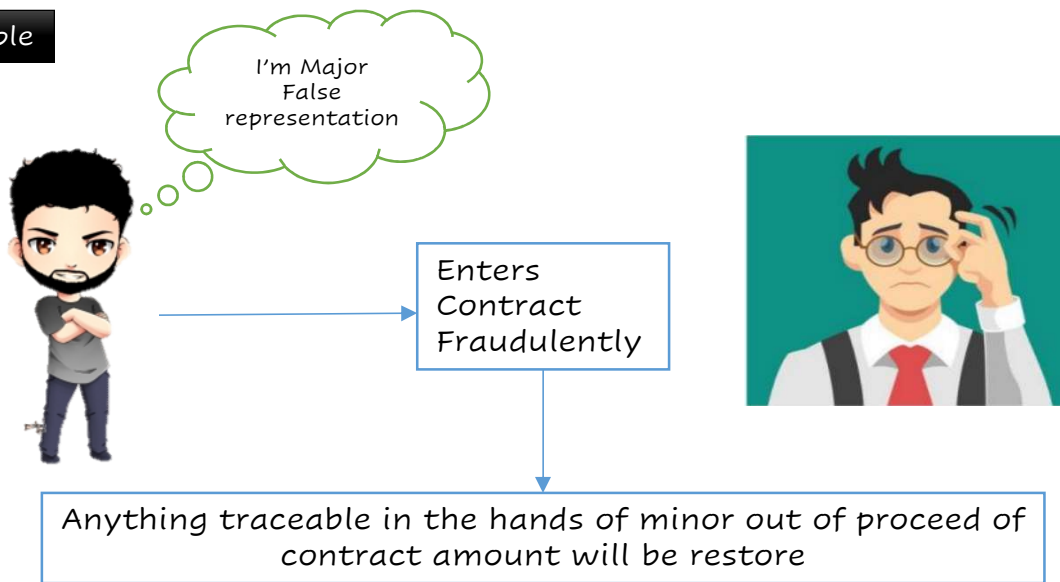 I'm Major
False
representation
Enters
Contract
Fraudulently
Anything traceable in the hands of minor out of proceed of
contract amount will be restore